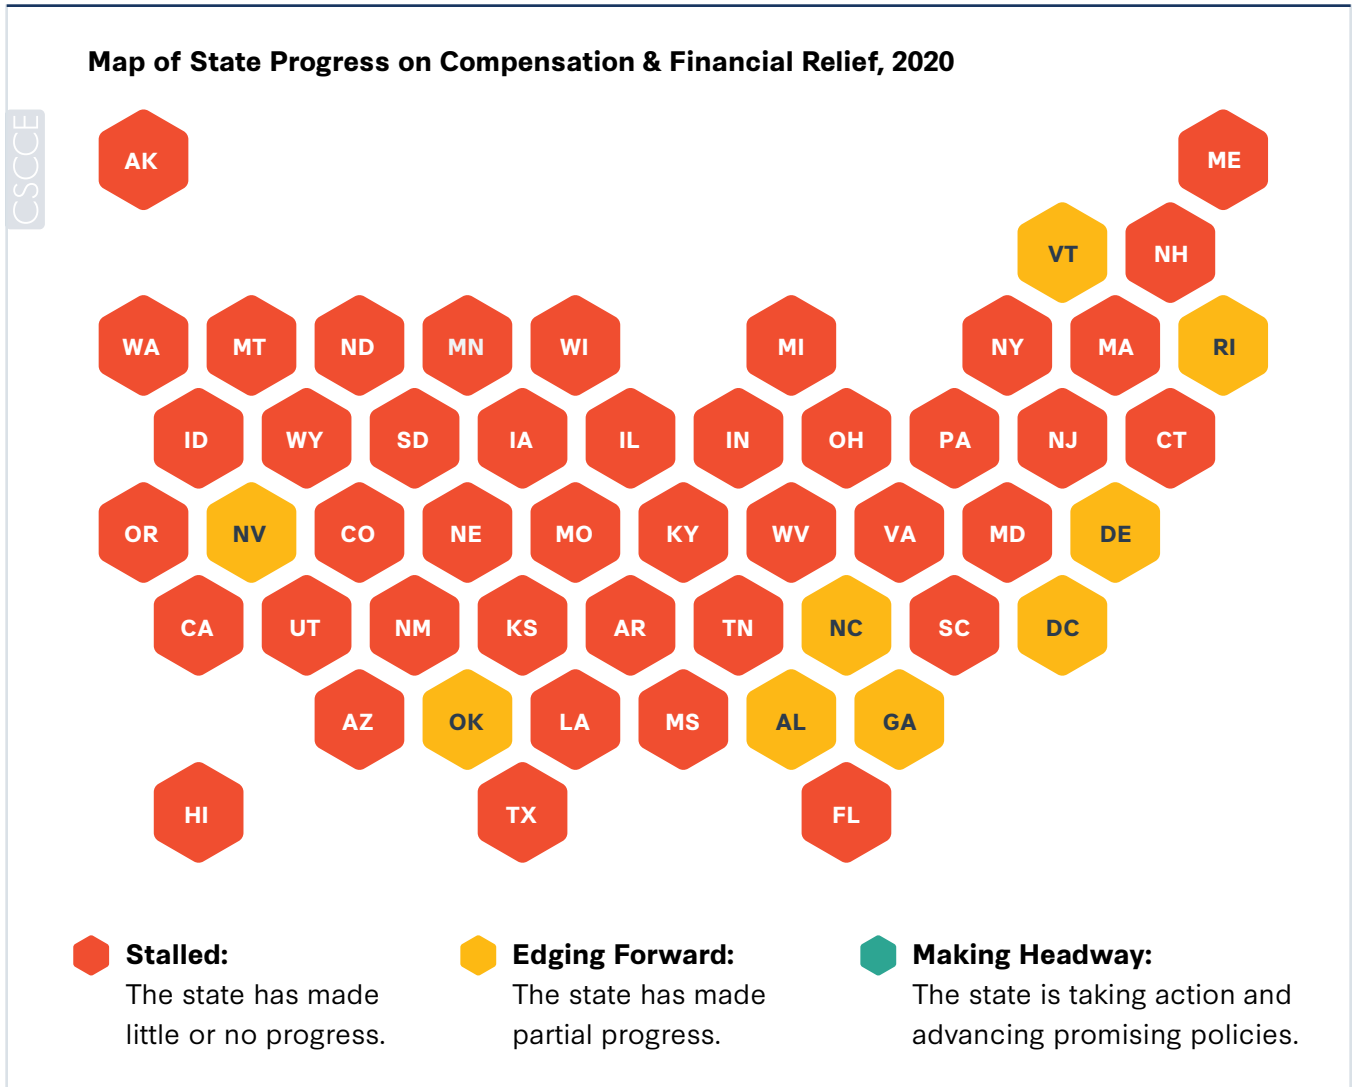 Map of State Progress on Compensation & Financial Relief, 2020
CSCCE
AK
ME
VT
NH
WA
MT
ND
MN
WI
MI
NY
MA
RI
ID
WY
SD
IA
IL
IN
OH
PA
NJ
CT
OR
NV
CO
NE
MO
KY
WV
VA
MD
DE
CA
UT
NM
KS
AR
TN
NC
SC
DC
AZ
OK
LA
MS
AL
GA
HI
TX
FL
Stalled:
The state has made
little or no progress.
Edging Forward:
The state has made
partial progress.
Making Headway:
The state is taking action and
advancing promising policies.